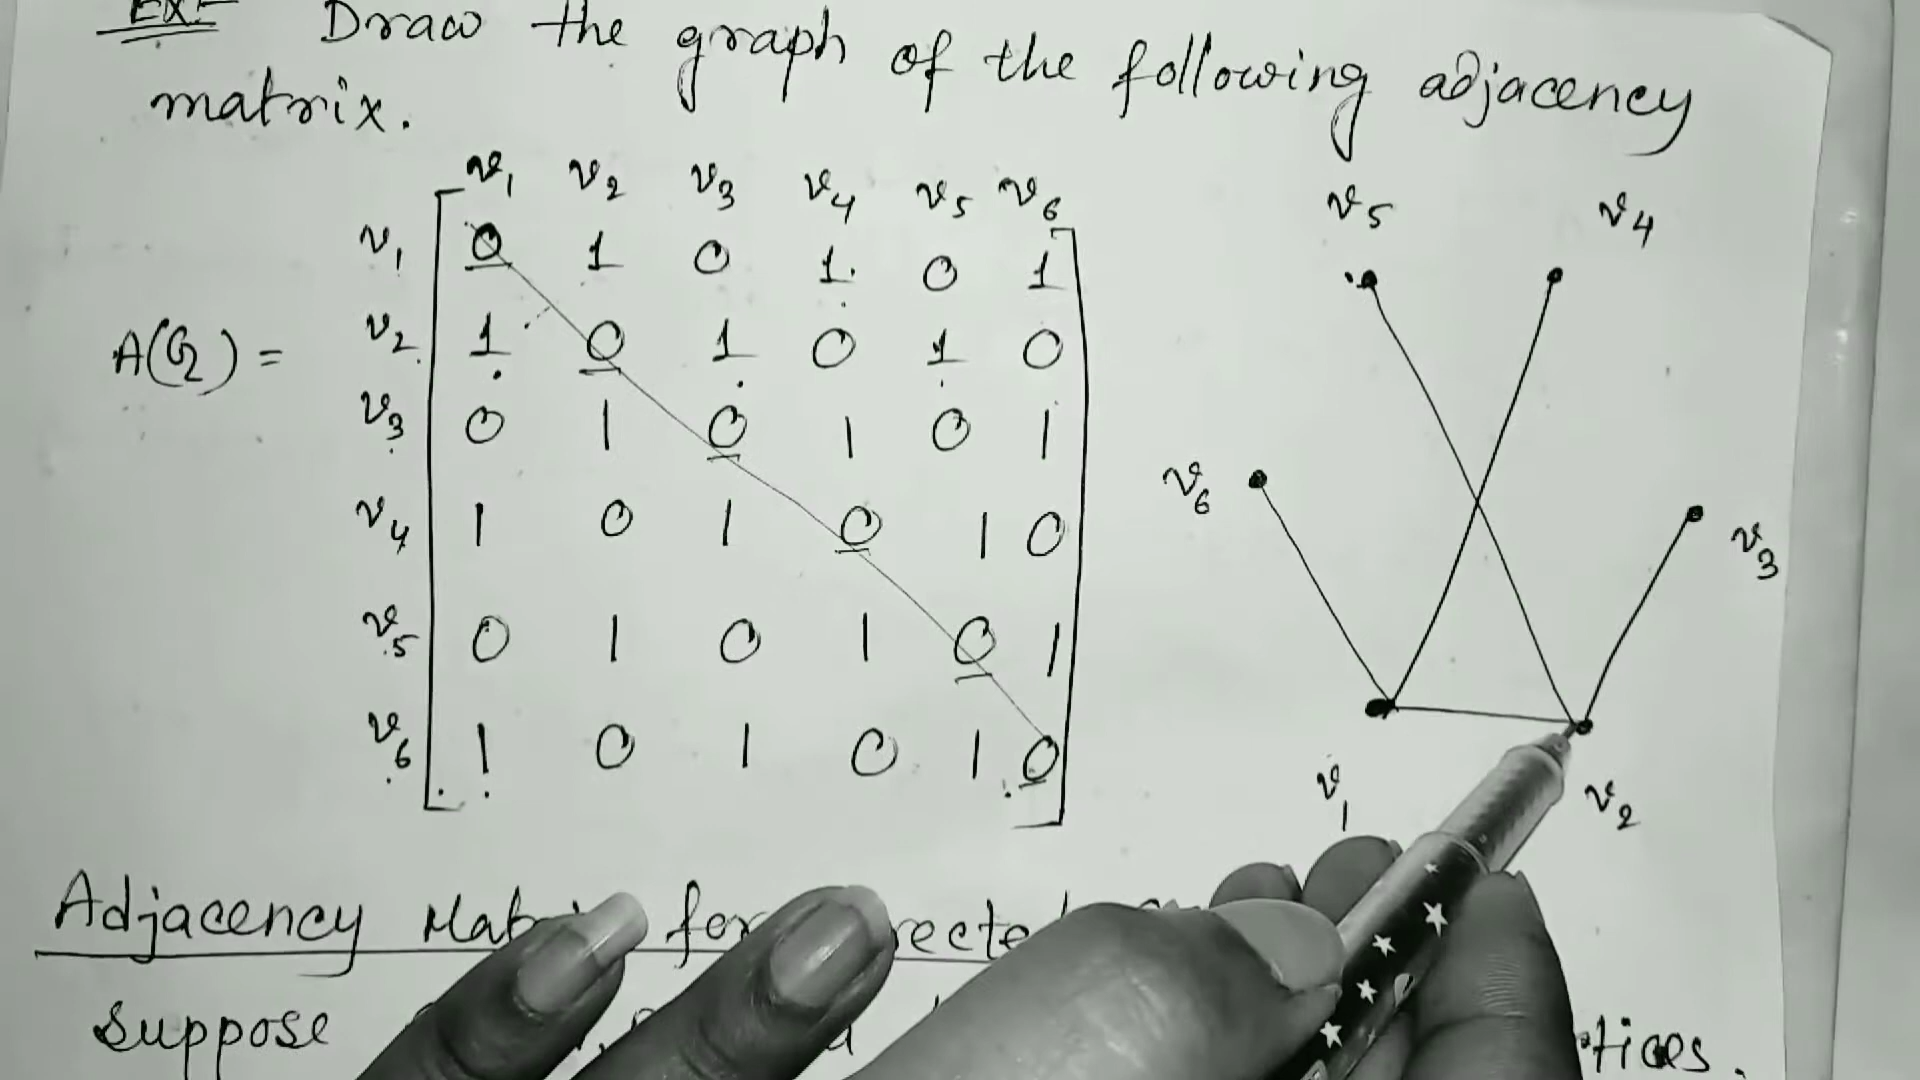 Ex:-
Draw the graph of the following adjacency
matrix.
v1 v2 v3 v4 v5 v6
v1 0 1 0 1 0 1
v2 1 0 1 0 1 0
A(G) =
v3 0 1 0 1 0 1
v4 1 0 1 0 1 0
v5 0 1 0 1 0 1
v6 1 0 1 0 1 0
v5 v4
v6
v3
v1 v2
Adjacency for
suppose